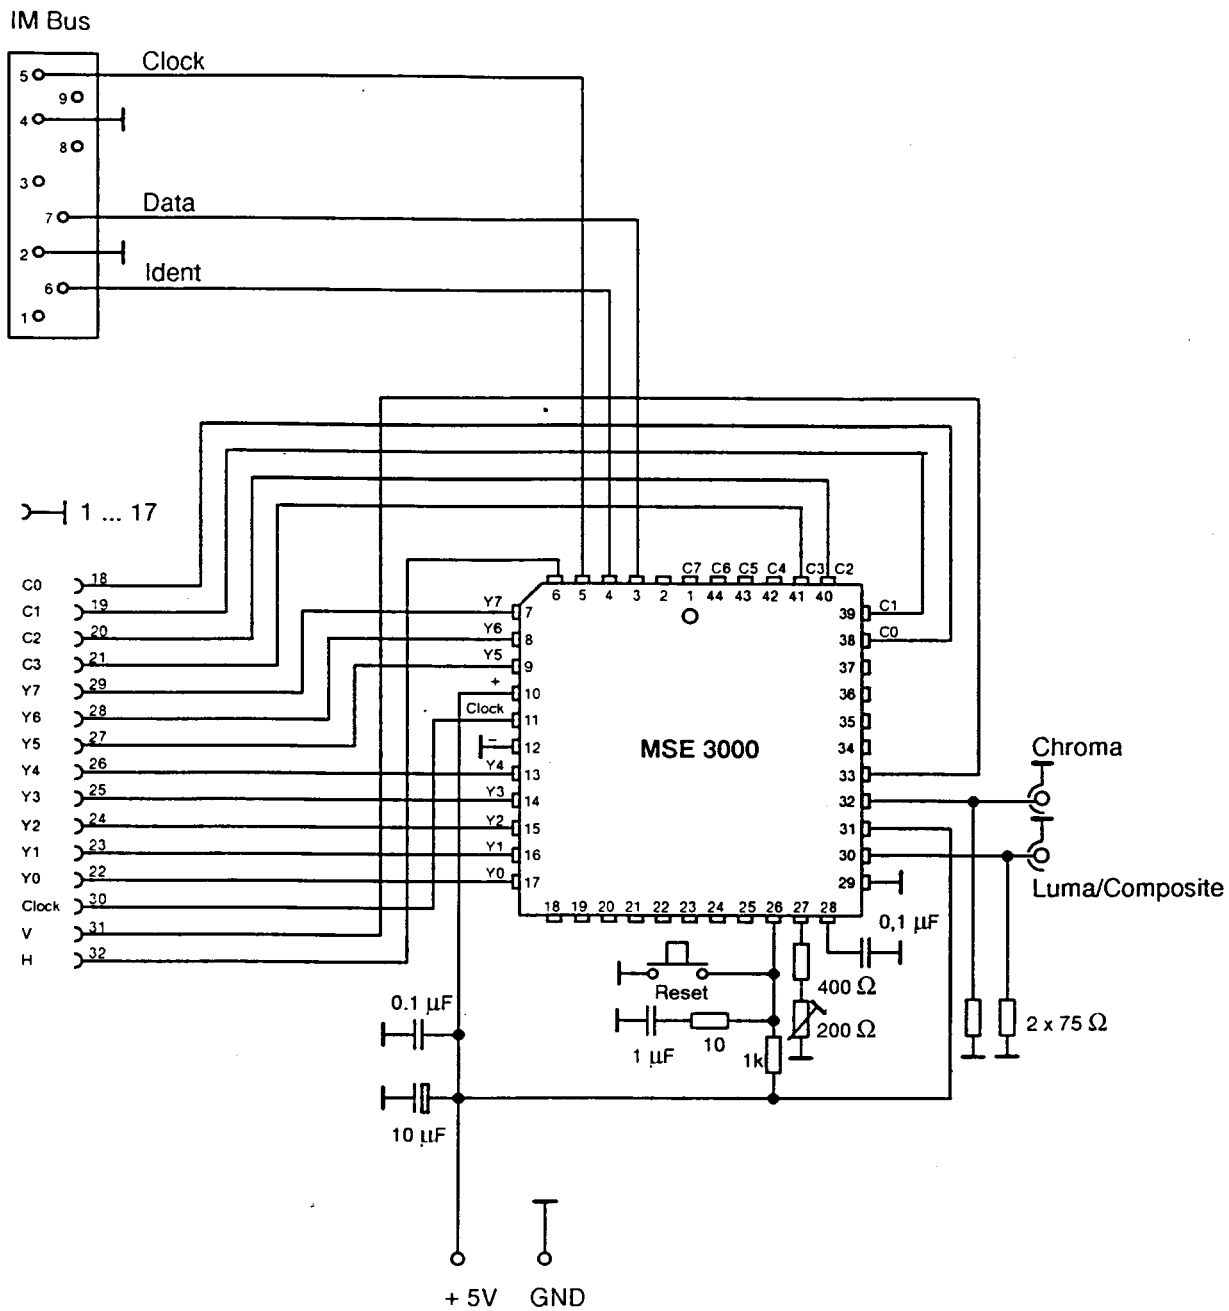 IM Bus
5 Clock
9
4
8
3
7 Data
2
6 Ident
1
1 ... 17
C7 C6 C5 C4 C3 C2
6 5 4 3 2 1 44 43 42 41 40
C0 18
C1 19
C2 20
C3 21
Y7 29
Y6 28
Y5 27
Y4 26
Y3 25
Y2 24
Y1 23
Y0 22
Clock 30
V 31
H 32
Y7 7
Y6 8
Y5 9
+ 10
Clock 11
− 12
Y4 13
Y3 14
Y2 15
Y1 16
Y0 17
MSE 3000
39 C1
38 C0
37
36
35
34
33
32
31
30
29
Chroma
Luma/Composite
18 19 20 21 22 23 24 25 26 27 28
0,1 µF
Reset
400 Ω
200 Ω
1 µF
10
1k
2 x 75 Ω
0.1 µF
10 µF
+ 5V
GND